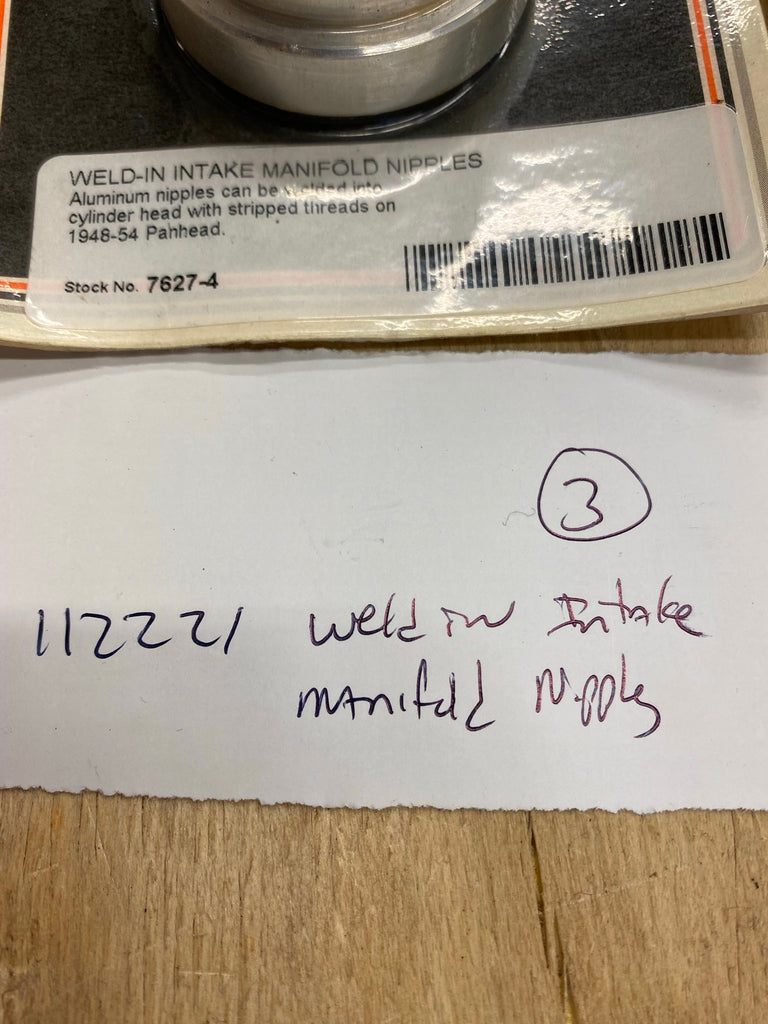 WELD-IN INTAKE MANIFOLD NIPPLES
Aluminum nipples can be welded into
cylinder head with stripped threads on
1948-54 Panhead.
Stock No. 7627-4
3
112221 Weld in Intake
Manifold Nipples